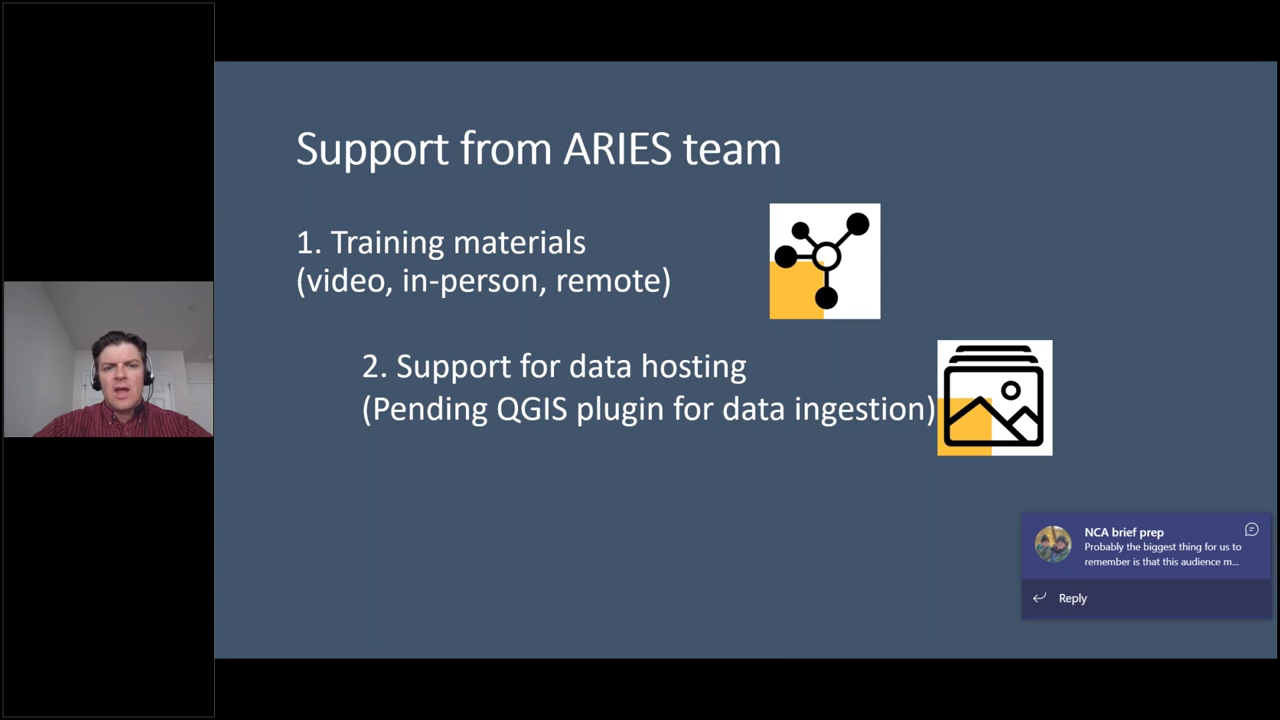 Support from ARIES team
1. Training materials
(video, in-person, remote)
2. Support for data hosting
(Pending QGIS plugin for data ingestion)
NCA brief prep
Probably the biggest thing for us to
remember is that this audience m...
Reply